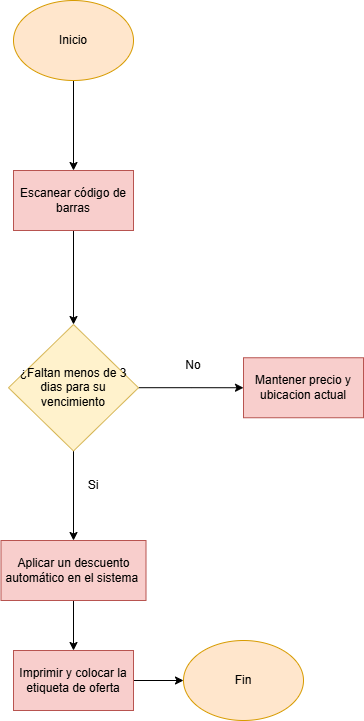 Inicio
Escanear código de
barras
¿Faltan menos de 3
dias para su
vencimiento
No
Mantener precio y
ubicacion actual
Si
Aplicar un descuento
automático en el sistema
Imprimir y colocar la
etiqueta de oferta
Fin